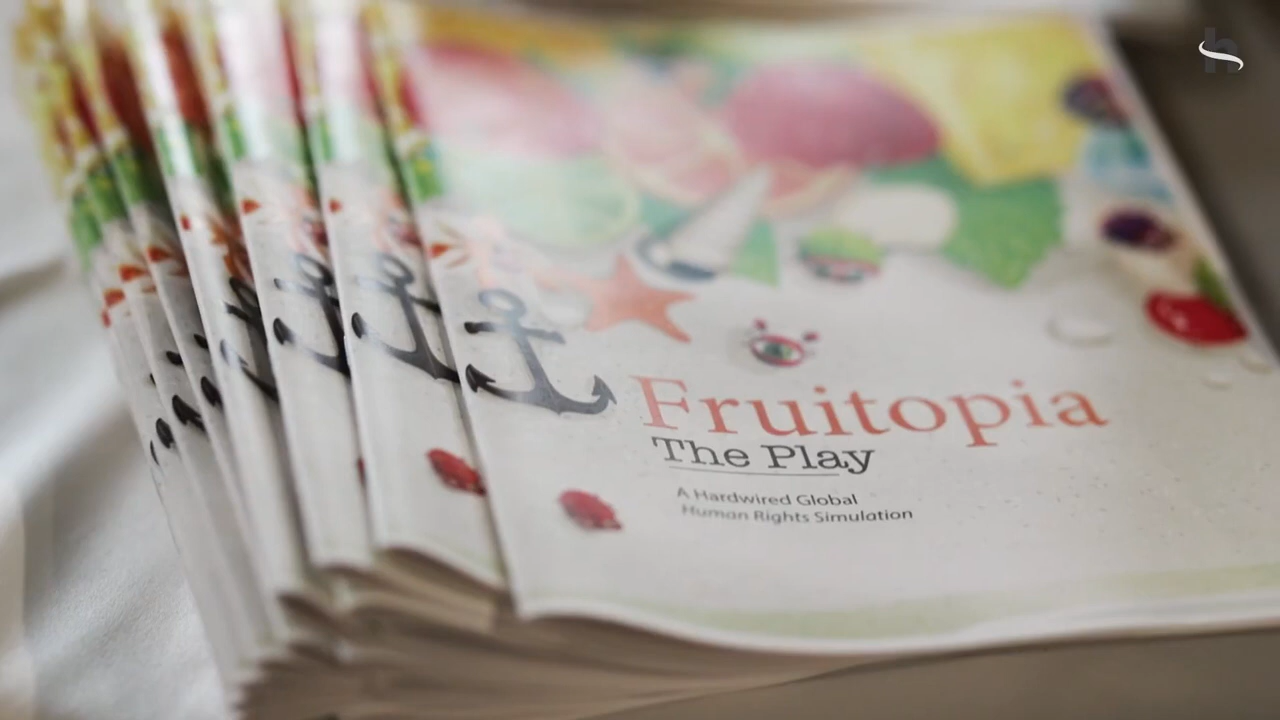 h
Fruitopia
The Play
A Hardwired Global
Human Rights Simulation